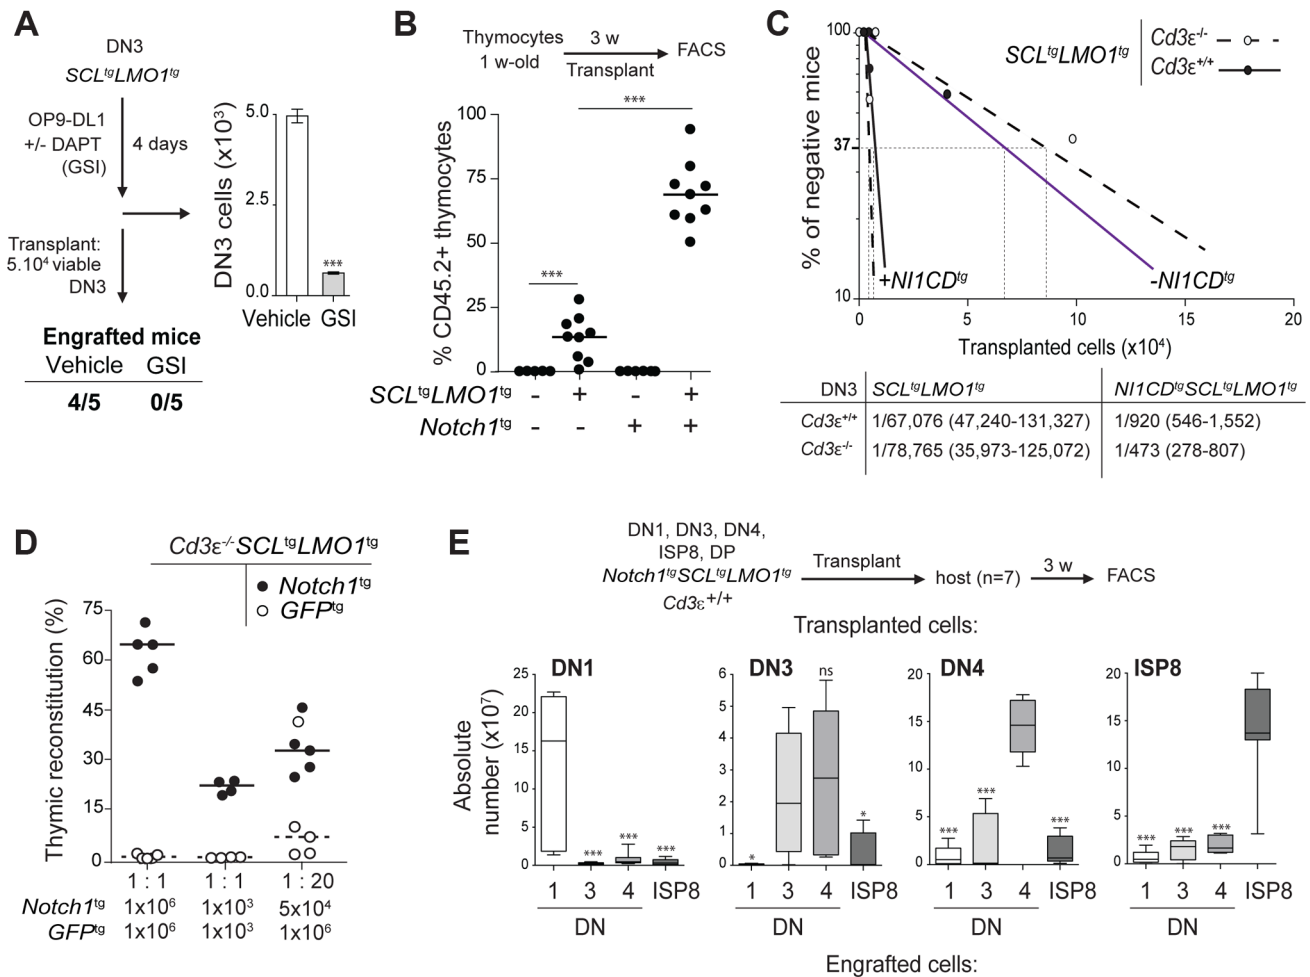 A
DN3
SCLtgLMO1tg
OP9-DL1
+/- DAPT
(GSI)
4 days
Transplant:
5.10⁴ viable
DN3
Engrafted mice
Vehicle GSI
4/5 0/5
DN3 cells (x10³)
5.0
2.5
0.0
***
Vehicle GSI
B
Thymocytes
1 w-old
3 w
Transplant
FACS
% CD45.2+ thymocytes
100
75
50
25
0
***
***
SCLtgLMO1tg - + - +
Notch1tg - - + +
C
SCLtgLMO1tg
Cd3ε-/-
Cd3ε+/+
% of negative mice
100
37
10
+NI1CDtg
-NI1CDtg
0 5 10 15 20
Transplanted cells (x10⁴)
DN3 SCLtgLMO1tg NI1CDtgSCLtgLMO1tg
Cd3ε+/+ 1/67,076 (47,240-131,327) 1/920 (546-1,552)
Cd3ε-/- 1/78,765 (35,973-125,072) 1/473 (278-807)
D
Cd3ε-/-SCLtgLMO1tg
Notch1tg
GFPtg
Thymic reconstitution (%)
75
60
45
30
15
0
1 : 1 1 : 1 1 : 20
Notch1tg 1x10⁶ 1x10³ 5x10⁴
GFPtg 1x10⁶ 1x10³ 1x10⁶
E
DN1, DN3, DN4,
ISP8, DP
Notch1tgSCLtgLMO1tg
Cd3ε+/+
Transplant
host (n=7)
3 w
FACS
Transplanted cells:
Absolute
number (x10⁷)
DN1
25
20
15
10
5
0
***
***
***
1 3 4 ISP8
DN
DN3
6
5
4
3
2
1
0
*
ns
*
1 3 4 ISP8
DN
DN4
20
15
10
5
0
***
***
***
1 3 4 ISP8
DN
ISP8
20
15
10
5
0
***
***
***
1 3 4 ISP8
DN
Engrafted cells: